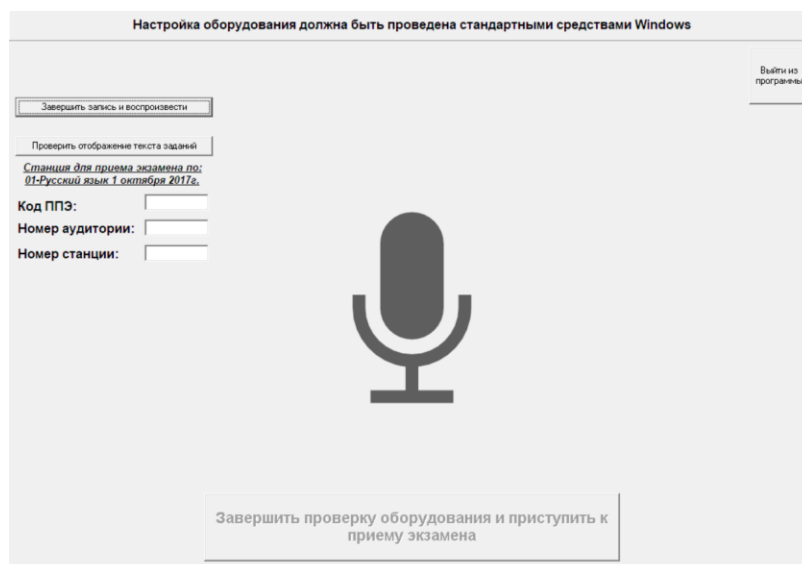 Настройка оборудования должна быть проведена стандартными средствами Windows
Выйти из
программы
Завершить запись и воспроизвести
Проверить отображение текста заданий
Станция для приема экзамена по:
01-Русский язык 1 октября 2017г.
Код ППЭ:
Номер аудитории:
Номер станции:
Завершить проверку оборудования и приступить к
приему экзамена